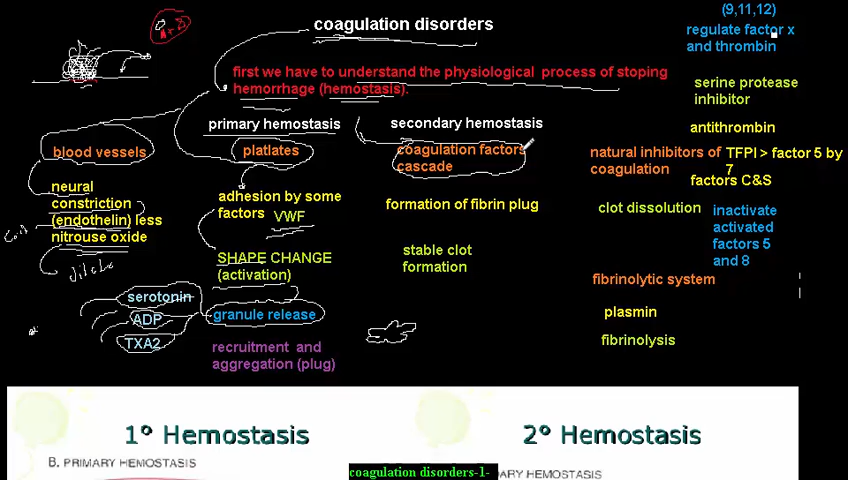 coagulation disorders
first we have to understand the physiological process of stoping
hemorrhage (hemostasis).
primary hemostasis
secondary hemostasis
blood vessels
platlates
coagulation factors
cascade
neural
constriction
(endothelin) less
nitrouse oxide
adhesion by some
factors VWF
SHAPE CHANGE
(activation)
serotonin
ADP
TXA2
granule release
recruitment and
aggregation (plug)
formation of fibrin plug
stable clot
formation
(9,11,12)
regulate factor x
and thrombin
serine protease
inhibitor
antithrombin
natural inhibitors of
coagulation
TFPI > factor 5 by
7
factors C&S
clot dissolution
inactivate
activated
factors 5
and 8
fibrinolytic system
plasmin
fibrinolysis
1° Hemostasis
2° Hemostasis
B. PRIMARY HEMOSTASIS
DARY HEMOSTASIS
coagulation disorders-1-